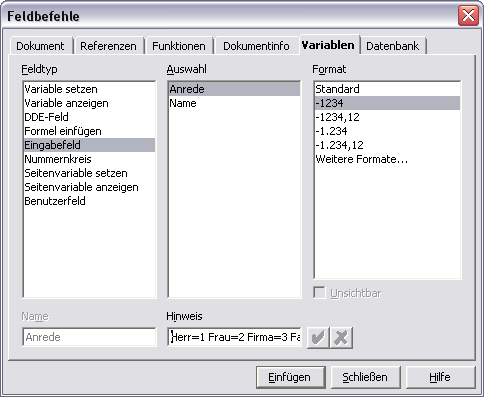 Feldbefehle
Dokument Referenzen Funktionen Dokumentinfo Variablen Datenbank
Feldtyp
Variable setzen
Variable anzeigen
DDE-Feld
Formel einfügen
Eingabefeld
Nummernkreis
Seitenvariable setzen
Seitenvariable anzeigen
Benutzerfeld
Auswahl
Anrede
Name
Format
Standard
-1234
-1234,12
-1.234
-1.234,12
Weitere Formate...
Unsichtbar
Name
Anrede
Hinweis
Herr=1 Frau=2 Firma=3 Fa
Einfügen Schließen Hilfe